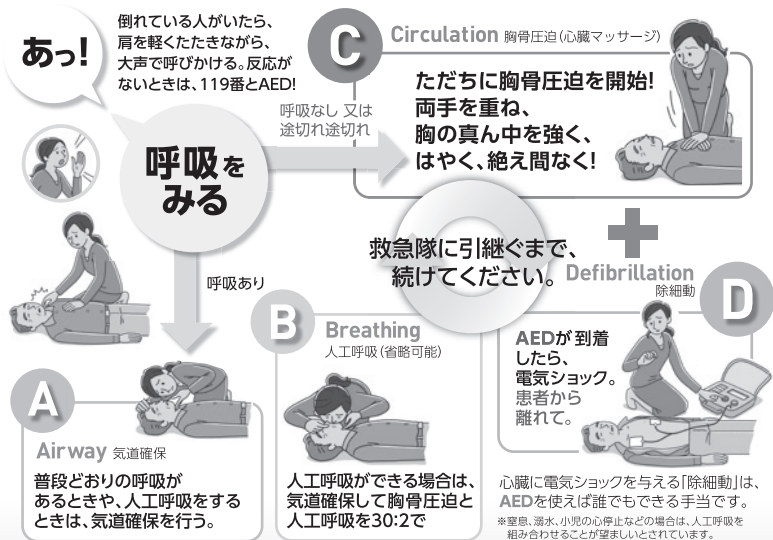 あっ!
倒れている人がいたら、
肩を軽くたたきながら、
大声で呼びかける。反応が
ないときは、119番とAED!
呼吸を
みる
呼吸なし 又は
途切れ途切れ
C
Circulation 胸骨圧迫(心臓マッサージ)
ただちに胸骨圧迫を開始!
両手を重ね、
胸の真ん中を強く、
はやく、絶え間なく!
救急隊に引継ぐまで、
続けてください。
呼吸あり
A
Airway 気道確保
普段どおりの呼吸が
あるときや、人工呼吸をする
ときは、気道確保を行う。
B
Breathing
人工呼吸(省略可能)
人工呼吸ができる場合は、
気道確保して胸骨圧迫と
人工呼吸を30:2で
D
Defibrillation
除細動
AEDが到着
したら、
電気ショック。
患者から
離れて。
心臓に電気ショックを与える「除細動」は、
AEDを使えば誰でもできる手当です。
※窒息、溺水、小児の心停止などの場合は、人工呼吸を
組み合わせることが望ましいとされています。